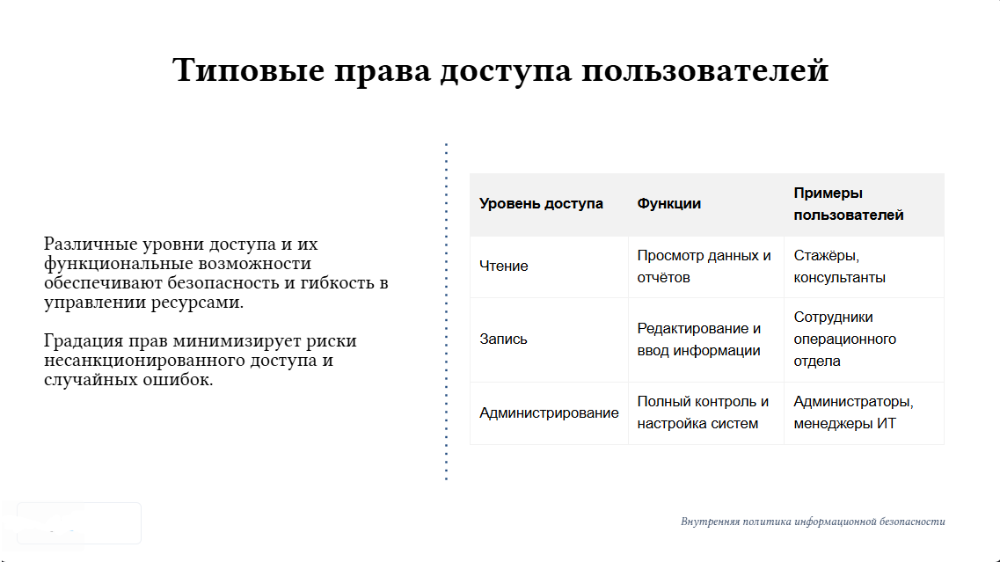 Типовые права доступа пользователей
Различные уровни доступа и их
функциональные возможности
обеспечивают безопасность и гибкость в
управлении ресурсами.
Градация прав минимизирует риски
несанкционированного доступа и
случайных ошибок.
Уровень доступа
Функции
Примеры
пользователей
Чтение
Просмотр данных и
отчётов
Стажёры,
консультанты
Запись
Редактирование и
ввод информации
Сотрудники
операционного
отдела
Администрирование
Полный контроль и
настройка систем
Администраторы,
менеджеры ИТ
Внутренняя политика информационной безопасности